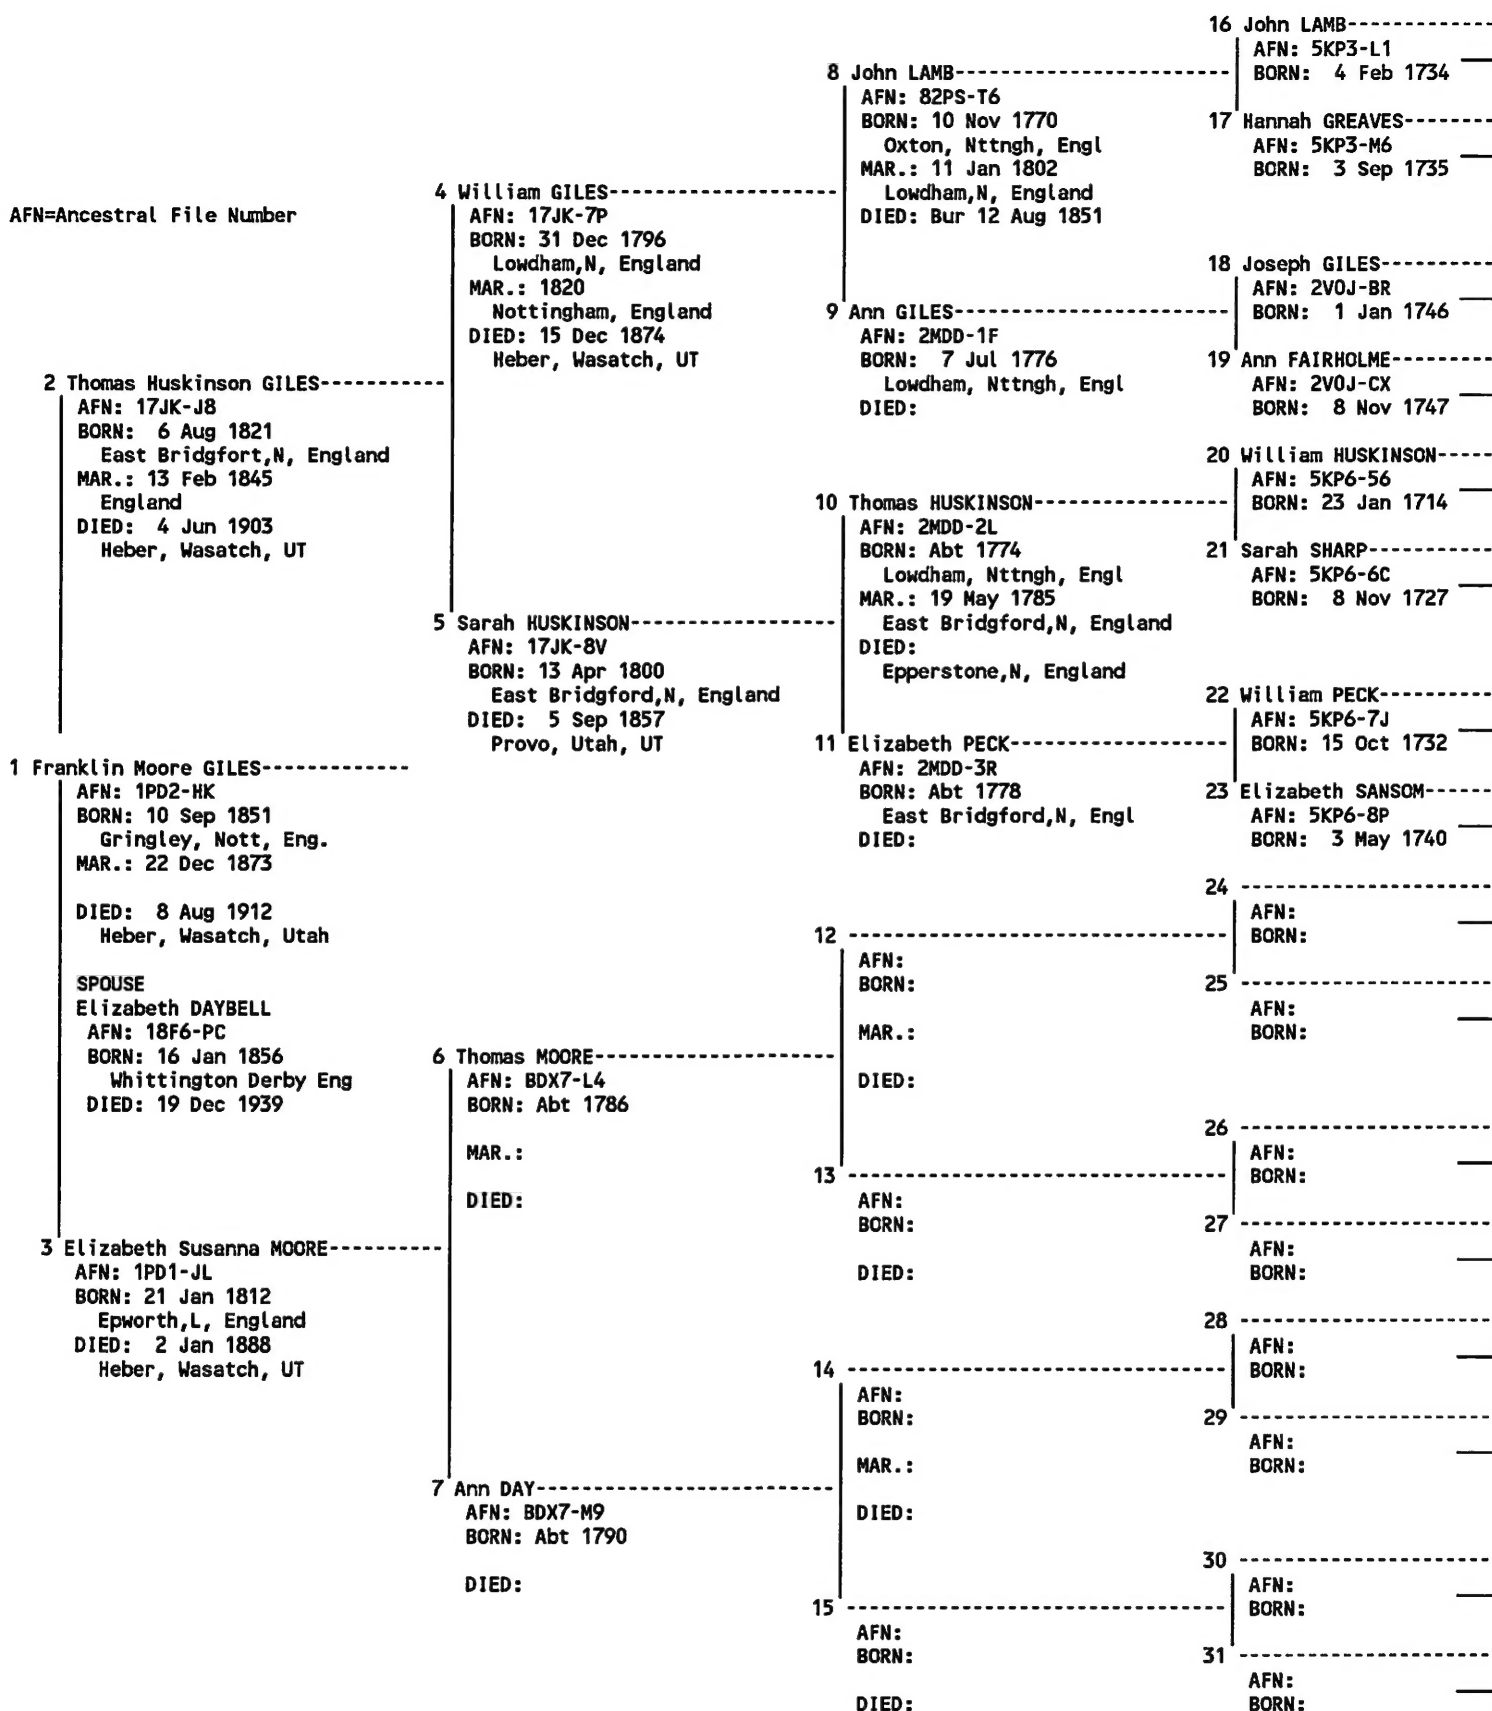 AFN=Ancestral File Number
1 Franklin Moore GILES
AFN: 1PD2-HK
BORN: 10 Sep 1851
Gringley, Nott, Eng.
MAR.: 22 Dec 1873
DIED: 8 Aug 1912
Heber, Wasatch, Utah
SPOUSE
Elizabeth DAYBELL
AFN: 18F6-PC
BORN: 16 Jan 1856
Whittington Derby Eng
DIED: 19 Dec 1939
2 Thomas Huskinson GILES
AFN: 17JK-J8
BORN: 6 Aug 1821
East Bridgfort,N, England
MAR.: 13 Feb 1845
England
DIED: 4 Jun 1903
Heber, Wasatch, UT
3 Elizabeth Susanna MOORE
AFN: 1PD1-JL
BORN: 21 Jan 1812
Epworth,L, England
DIED: 2 Jan 1888
Heber, Wasatch, UT
4 William GILES
AFN: 17JK-7P
BORN: 31 Dec 1796
Lowdham,N, England
MAR.: 1820
Nottingham, England
DIED: 15 Dec 1874
Heber, Wasatch, UT
5 Sarah HUSKINSON
AFN: 17JK-8V
BORN: 13 Apr 1800
East Bridgford,N, England
DIED: 5 Sep 1857
Provo, Utah, UT
6 Thomas MOORE
AFN: BDX7-L4
BORN: Abt 1786
MAR.:
DIED:
7 Ann DAY
AFN: BDX7-M9
BORN: Abt 1790
DIED:
8 John LAMB
AFN: 82PS-T6
BORN: 10 Nov 1770
Oxton, Nttngh, Engl
MAR.: 11 Jan 1802
Lowdham,N, England
DIED: Bur 12 Aug 1851
9 Ann GILES
AFN: 2MDD-1F
BORN: 7 Jul 1776
Lowdham, Nttngh, Engl
DIED:
10 Thomas HUSKINSON
AFN: 2MDD-2L
BORN: Abt 1774
Lowdham, Nttngh, Engl
MAR.: 19 May 1785
East Bridgford,N, England
DIED:
Epperstone,N, England
11 Elizabeth PECK
AFN: 2MDD-3R
BORN: Abt 1778
East Bridgford,N, Engl
DIED:
12
AFN:
BORN:
MAR.:
DIED:
13
AFN:
BORN:
DIED:
14
AFN:
BORN:
MAR.:
DIED:
15
AFN:
BORN:
DIED:
16 John LAMB
AFN: 5KP3-L1
BORN: 4 Feb 1734
17 Hannah GREAVES
AFN: 5KP3-M6
BORN: 3 Sep 1735
18 Joseph GILES
AFN: 2V0J-BR
BORN: 1 Jan 1746
19 Ann FAIRHOLME
AFN: 2V0J-CX
BORN: 8 Nov 1747
20 William HUSKINSON
AFN: 5KP6-56
BORN: 23 Jan 1714
21 Sarah SHARP
AFN: 5KP6-6C
BORN: 8 Nov 1727
22 William PECK
AFN: 5KP6-7J
BORN: 15 Oct 1732
23 Elizabeth SANSOM
AFN: 5KP6-8P
BORN: 3 May 1740
24
AFN:
BORN:
25
AFN:
BORN:
26
AFN:
BORN:
27
AFN:
BORN:
28
AFN:
BORN:
29
AFN:
BORN:
30
AFN:
BORN:
31
AFN:
BORN: